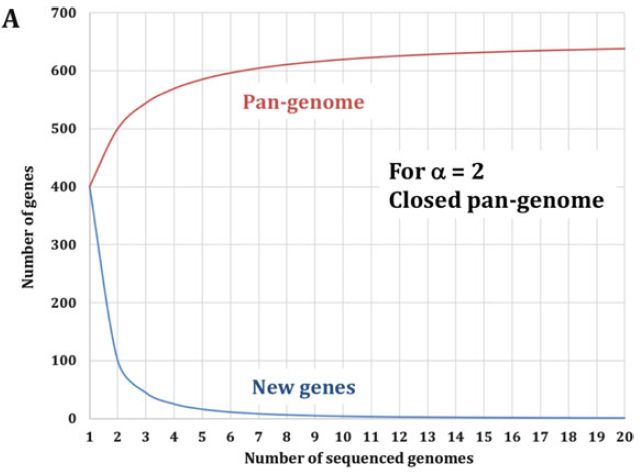 A
700
600
500
400
300
200
100
0
Number of genes
Pan-genome
For α = 2
Closed pan-genome
New genes
1 2 3 4 5 6 7 8 9 10 11 12 13 14 15 16 17 18 19 20
Number of sequenced genomes